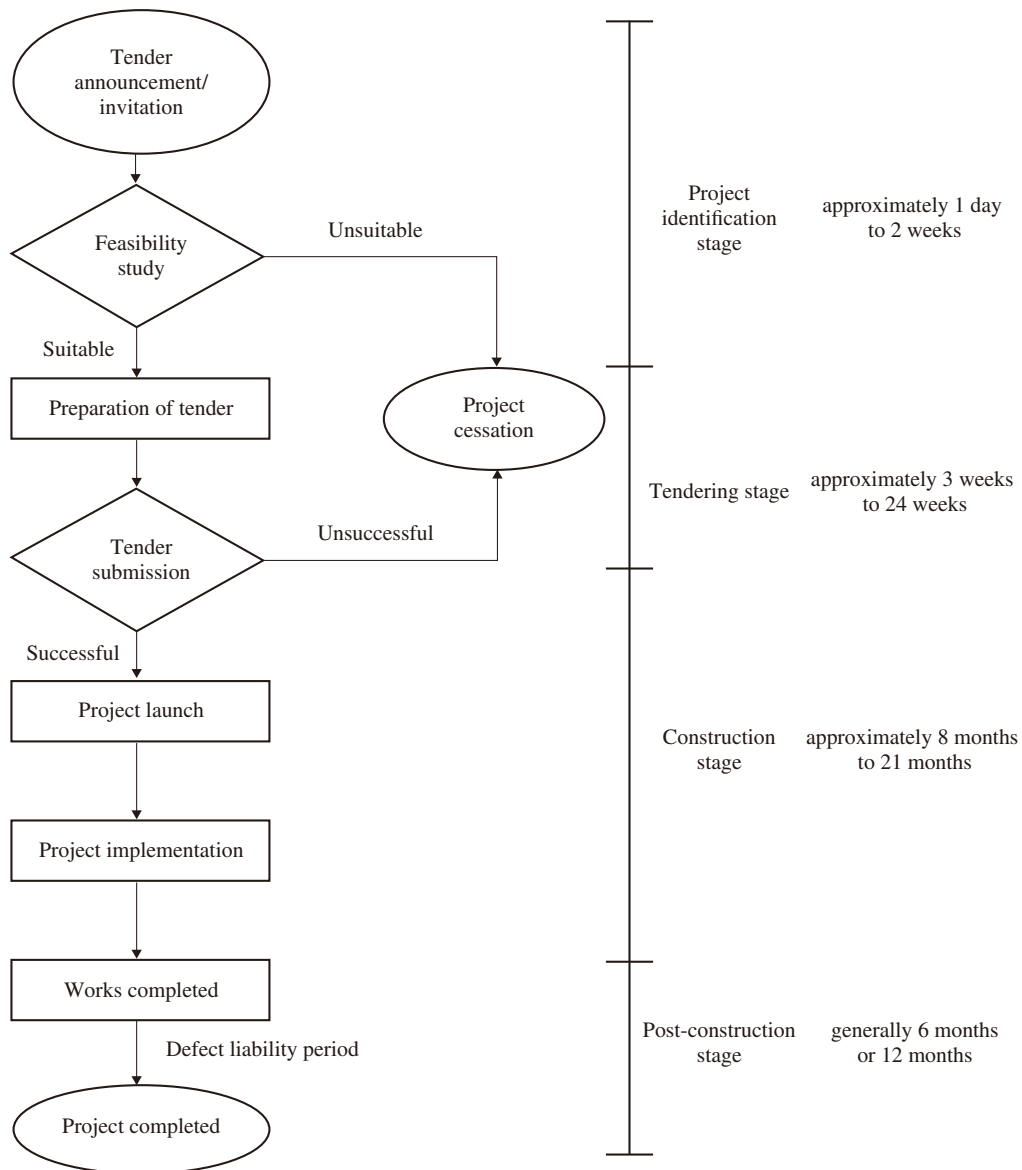 Tender
announcement/
invitation
Feasibility
study
Unsuitable
Suitable
Preparation of tender
Project
cessation
Tender
submission
Unsuccessful
Successful
Project launch
Project implementation
Works completed
Defect liability period
Project completed
Project
identification
stage
approximately 1 day
to 2 weeks
Tendering stage
approximately 3 weeks
to 24 weeks
Construction
stage
approximately 8 months
to 21 months
Post-construction
stage
generally 6 months
or 12 months